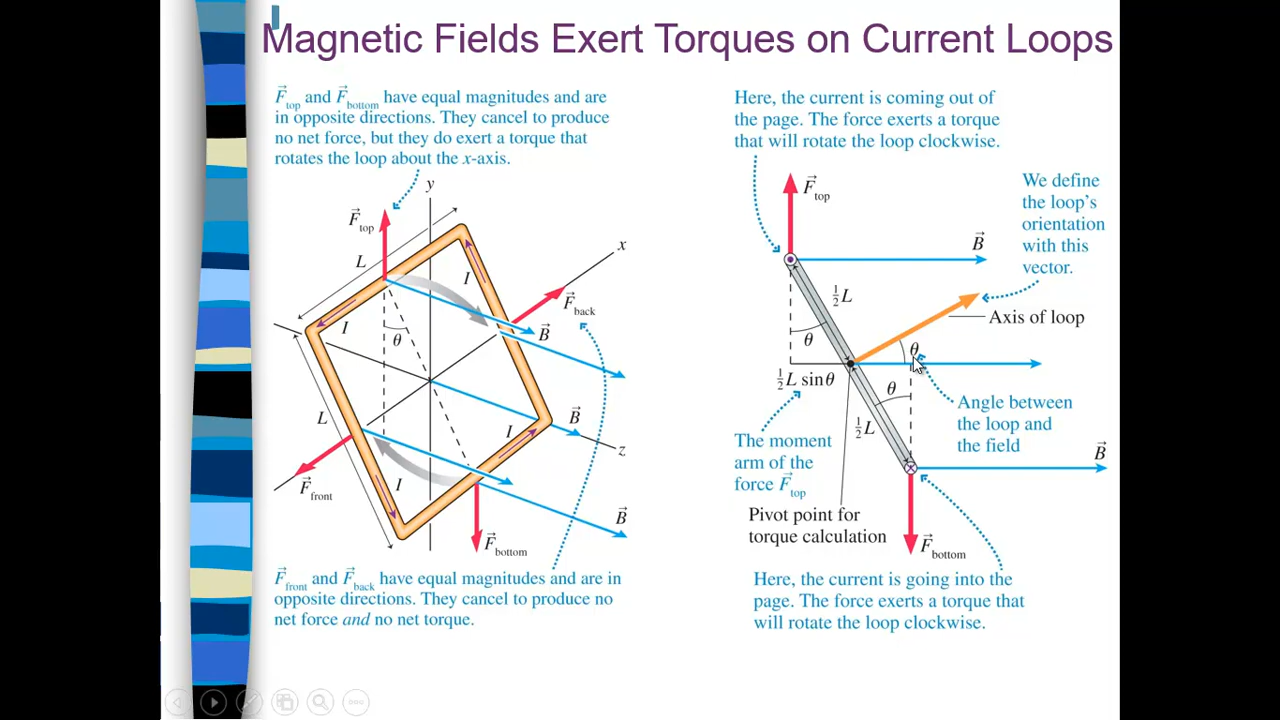 Magnetic Fields Exert Torques on Current Loops
F⃗top and F⃗bottom have equal magnitudes and are
in opposite directions. They cancel to produce
no net force, but they do exert a torque that
rotates the loop about the x-axis.
y
F⃗top
x
L
I
F⃗back
I
θ
B⃗
L
I
B⃗
z
I
F⃗front
B⃗
F⃗bottom
F⃗front and F⃗back have equal magnitudes and are in
opposite directions. They cancel to produce no
net force and no net torque.
Here, the current is coming out of
the page. The force exerts a torque
that will rotate the loop clockwise.
F⃗top
We define
the loop's
orientation
with this
vector.
B⃗
½L
Axis of loop
θ
θ
½L sinθ
θ
Angle between
the loop and
the field
½L
The moment
arm of the
force F⃗top
B⃗
Pivot point for
torque calculation
F⃗bottom
Here, the current is going into the
page. The force exerts a torque that
will rotate the loop clockwise.